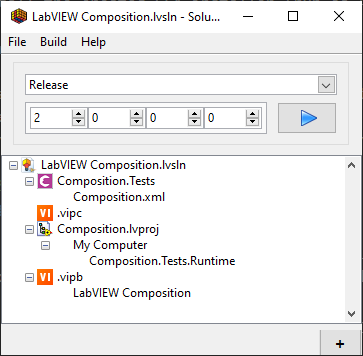 LabVIEW Composition.lvsln - Solu...
File Build Help
Release
2 0 0 0
LabVIEW Composition.lvsln
C Composition.Tests
Composition.xml
VI .vipc
Composition.lvproj
My Computer
Composition.Tests.Runtime
VI .vipb
LabVIEW Composition
+